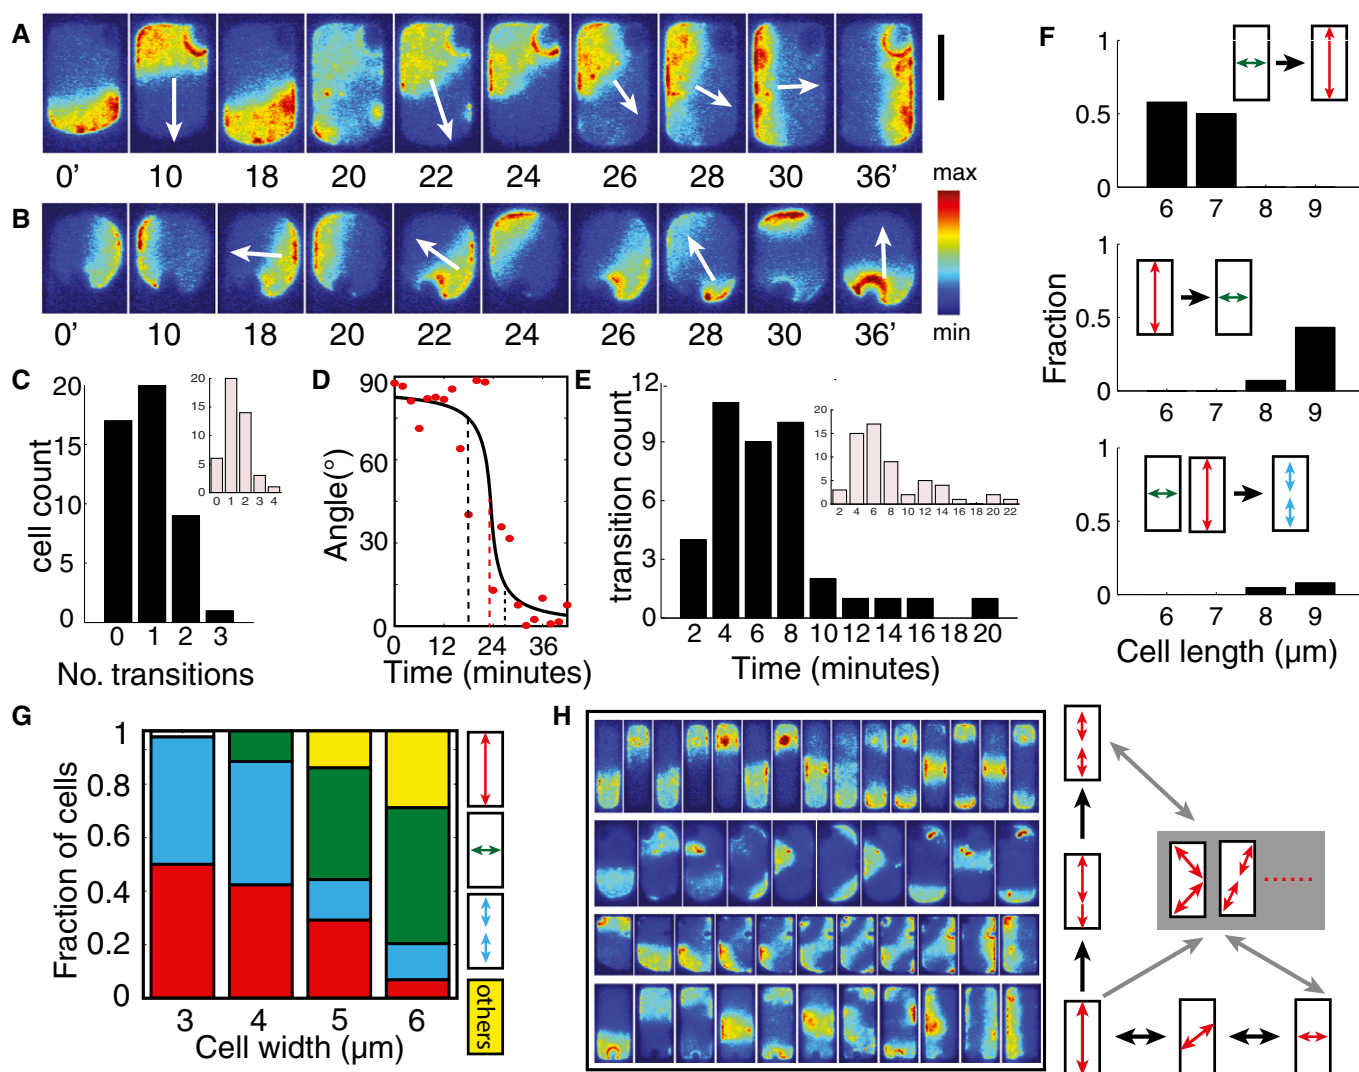 A
0' 10 18 20 22 24 26 28 30 36'
max
min
B
0' 10 18 20 22 24 26 28 30 36'
C
cell count
20
15
10
5
0
0 1 2 3
No. transitions
20
15
10
5
0
0 1 2 3 4
D
Angle(°)
90
60
30
0
0 12 24 36
Time (minutes)
E
transition count
12
9
6
3
0
2 4 6 8 10 12 14 16 18 20
Time (minutes)
20
15
10
5
0
2 4 6 8 10 12 14 16 18 20 22
F
Fraction
1
0.5
0
6 7 8 9
1
0.5
0
6 7 8 9
1
0.5
0
6 7 8 9
Cell length (µm)
G
Fraction of cells
1
0.8
0.6
0.4
0.2
0
3 4 5 6
Cell width (µm)
others
H